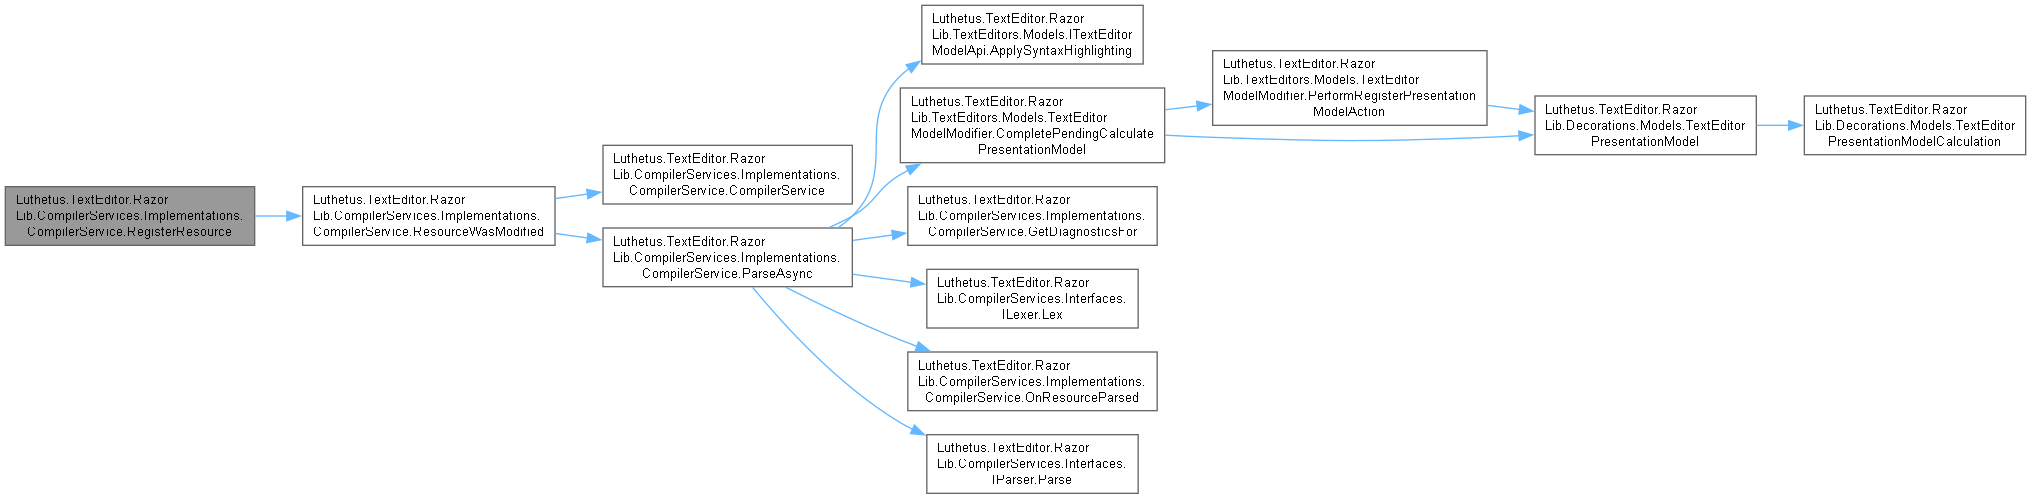 Luthetus.TextEditor.Razor
Lib.CompilerServices.Implementations.
CompilerService.RegisterResource
Luthetus.TextEditor.Razor
Lib.CompilerServices.Implementations.
CompilerService.ResourceWasModified
Luthetus.TextEditor.Razor
Lib.CompilerServices.Implementations.
CompilerService.CompilerService
Luthetus.TextEditor.Razor
Lib.CompilerServices.Implementations.
CompilerService.ParseAsync
Luthetus.TextEditor.Razor
Lib.TextEditors.Models.ITextEditor
ModelApi.ApplySyntaxHighlighting
Luthetus.TextEditor.Razor
Lib.TextEditors.Models.TextEditor
ModelModifier.CompletePendingCalculate
PresentationModel
Luthetus.TextEditor.Razor
Lib.CompilerServices.Implementations.
CompilerService.GetDiagnosticsFor
Luthetus.TextEditor.Razor
Lib.CompilerServices.Interfaces.
ILexer.Lex
Luthetus.TextEditor.Razor
Lib.CompilerServices.Implementations.
CompilerService.OnResourceParsed
Luthetus.TextEditor.Razor
Lib.CompilerServices.Interfaces.
IParser.Parse
Luthetus.TextEditor.Razor
Lib.TextEditors.Models.TextEditor
ModelModifier.PerformRegisterPresentation
ModelAction
Luthetus.TextEditor.Razor
Lib.Decorations.Models.TextEditor
PresentationModel
Luthetus.TextEditor.Razor
Lib.Decorations.Models.TextEditor
PresentationModelCalculation